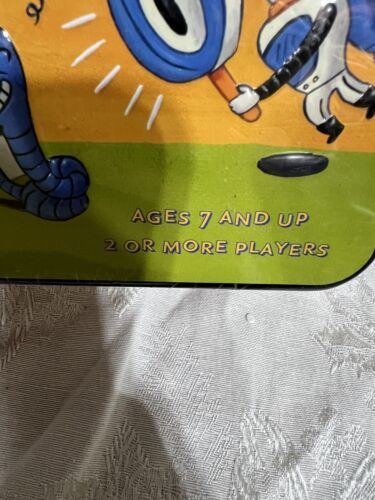 AGES 7 AND UP
2 OR MORE PLAYERS